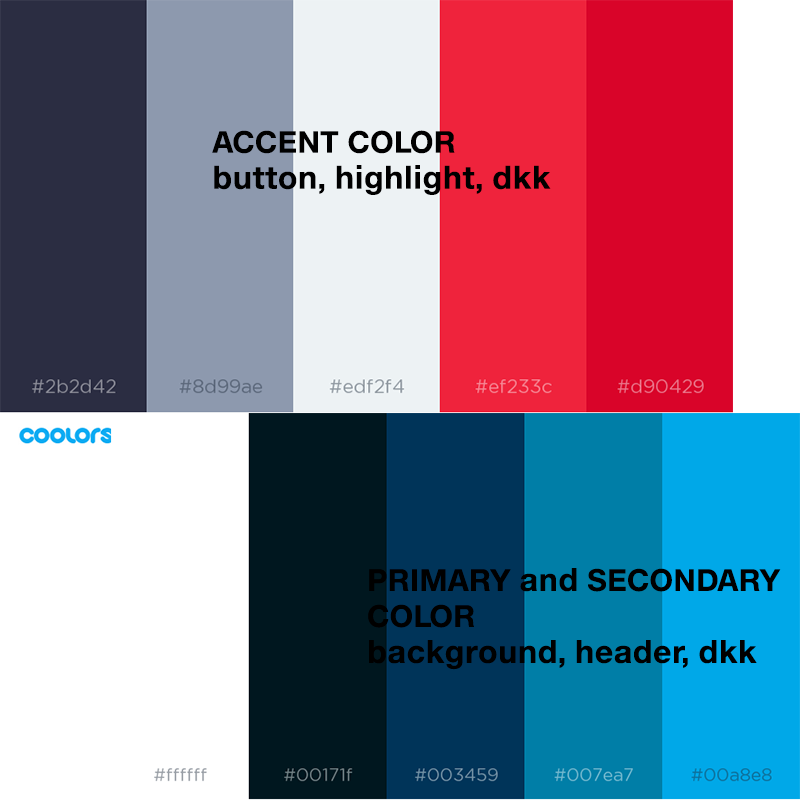 ACCENT COLOR
button, highlight, dkk
#2b2d42 #8d99ae #edf2f4 #ef233c #d90429
coolors
PRIMARY and SECONDARY
COLOR
background, header, dkk
#ffffff #00171f #003459 #007ea7 #00a8e8